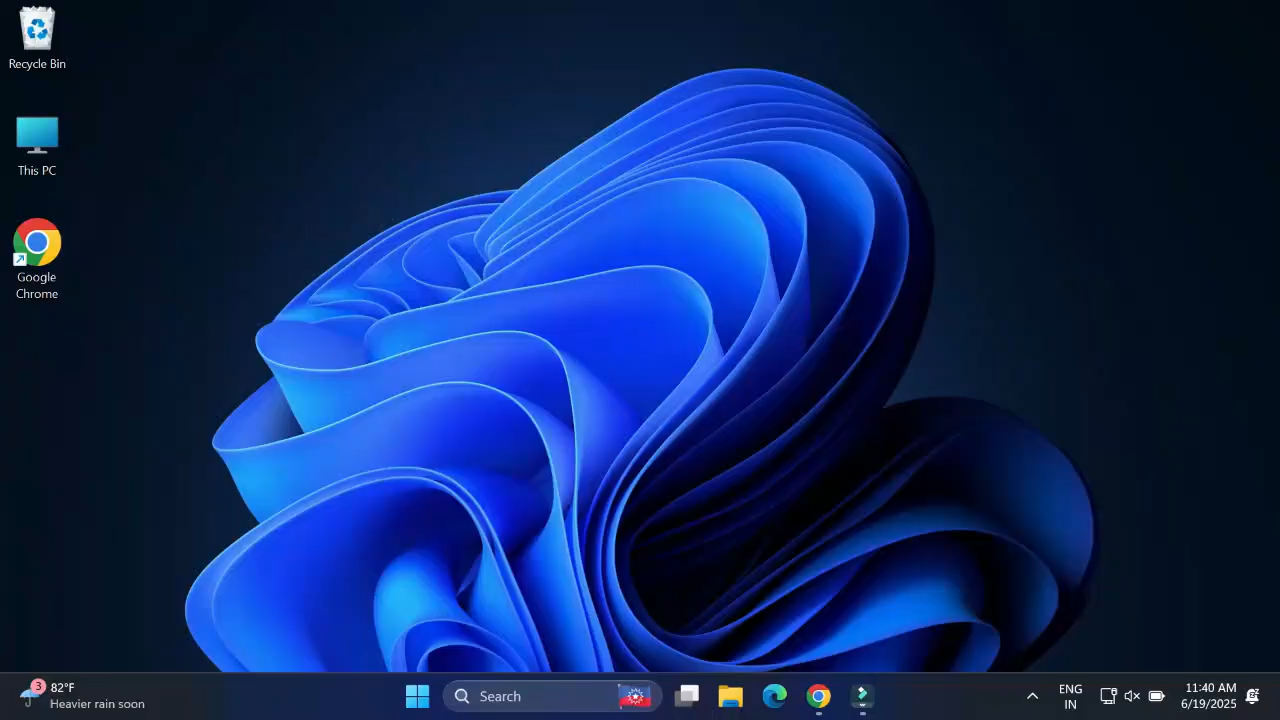 Recycle Bin
This PC
Google
Chrome
3
82°F
Heavier rain soon
Search
ENG
IN
11:40 AM
6/19/2025